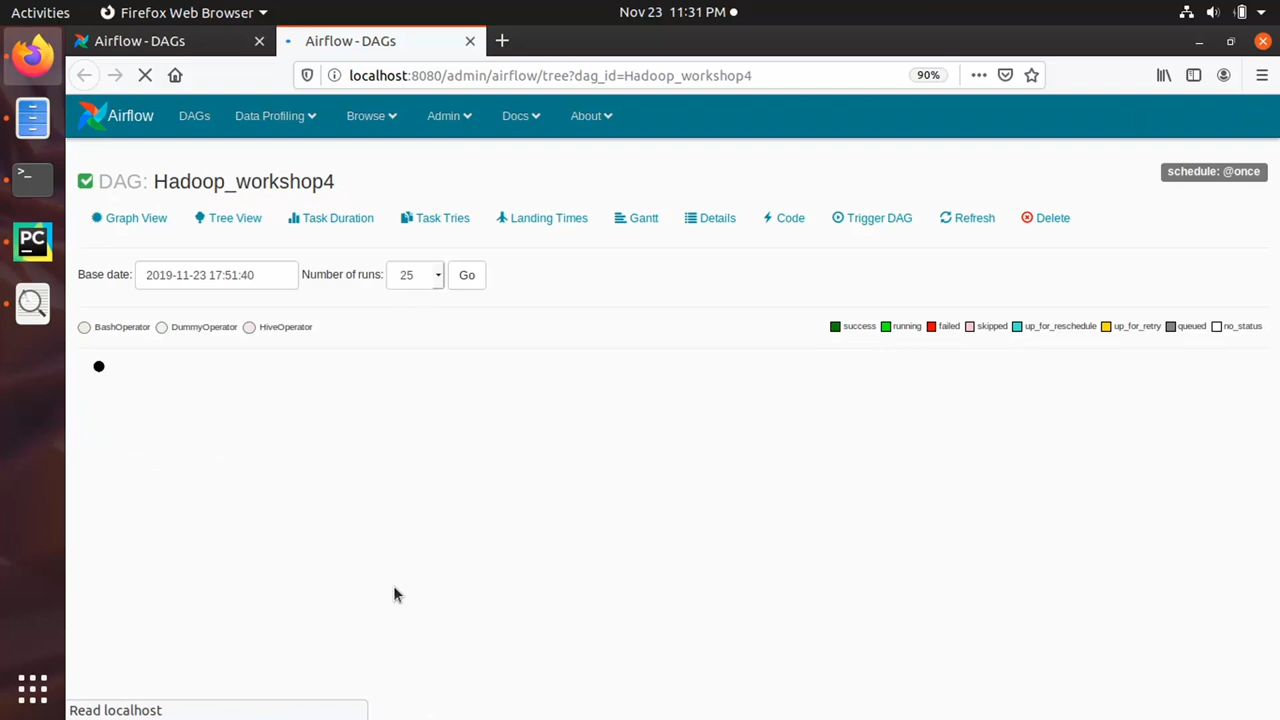 Activities Firefox Web Browser Nov 23 11:31 PM
Airflow - DAGs Airflow - DAGs
localhost:8080/admin/airflow/tree?dag_id=Hadoop_workshop4 90%
Airflow DAGs Data Profiling Browse Admin Docs About
DAG: Hadoop_workshop4 schedule: @once
Graph View Tree View Task Duration Task Tries Landing Times Gantt Details Code Trigger DAG Refresh Delete
Base date: 2019-11-23 17:51:40 Number of runs: 25 Go
BashOperator DummyOperator HiveOperator success running failed skipped up_for_reschedule up_for_retry queued no_status
>_
PC
Read localhost